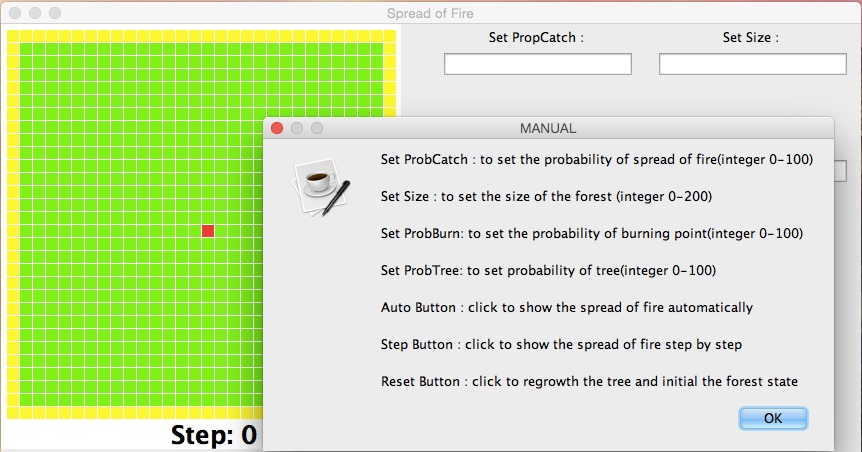 Spread of Fire
Set PropCatch :
Set Size :
MANUAL
Set ProbCatch : to set the probability of spread of fire(integer 0-100)
Set Size : to set the size of the forest (integer 0-200)
Set ProbBurn: to set the probability of burning point(integer 0-100)
Set ProbTree: to set probability of tree(integer 0-100)
Auto Button : click to show the spread of fire automatically
Step Button : click to show the spread of fire step by step
Reset Button : click to regrowth the tree and initial the forest state
OK
Step: 0